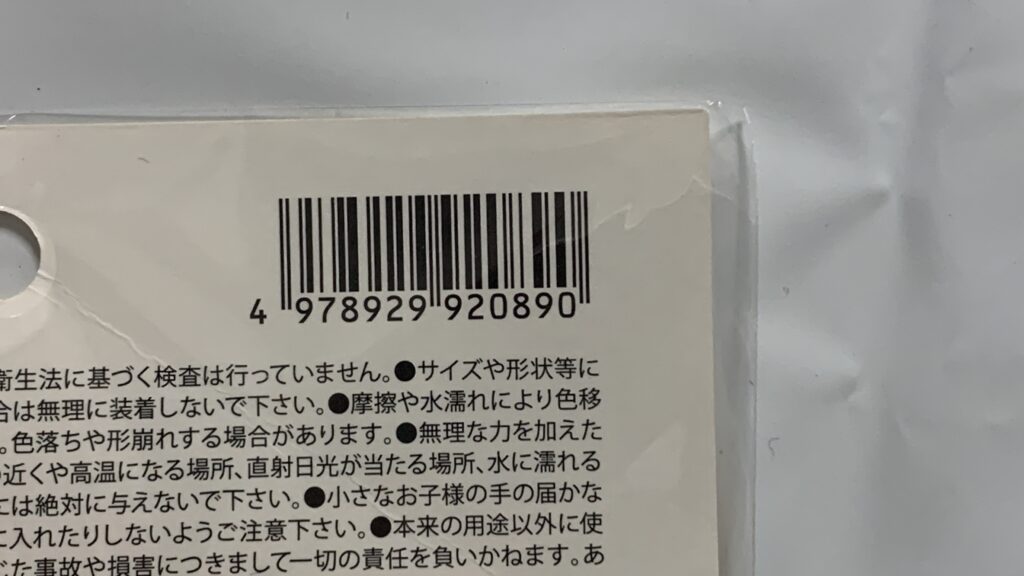 4 978929 920890
衛生法に基づく検査は行っていません。●サイズや形状等に
合は無理に装着しないで下さい。●摩擦や水濡れにより色移
。色落ちや形崩れする場合があります。●無理な力を加えた
近くや高温になる場所、直射日光が当たる場所、水に濡れる
には絶対に与えないで下さい。●小さなお子様の手の届かな
に入れたりしないようご注意下さい。●本来の用途以外に使
じた事故や損害につきまして一切の責任を負いかねます。あ